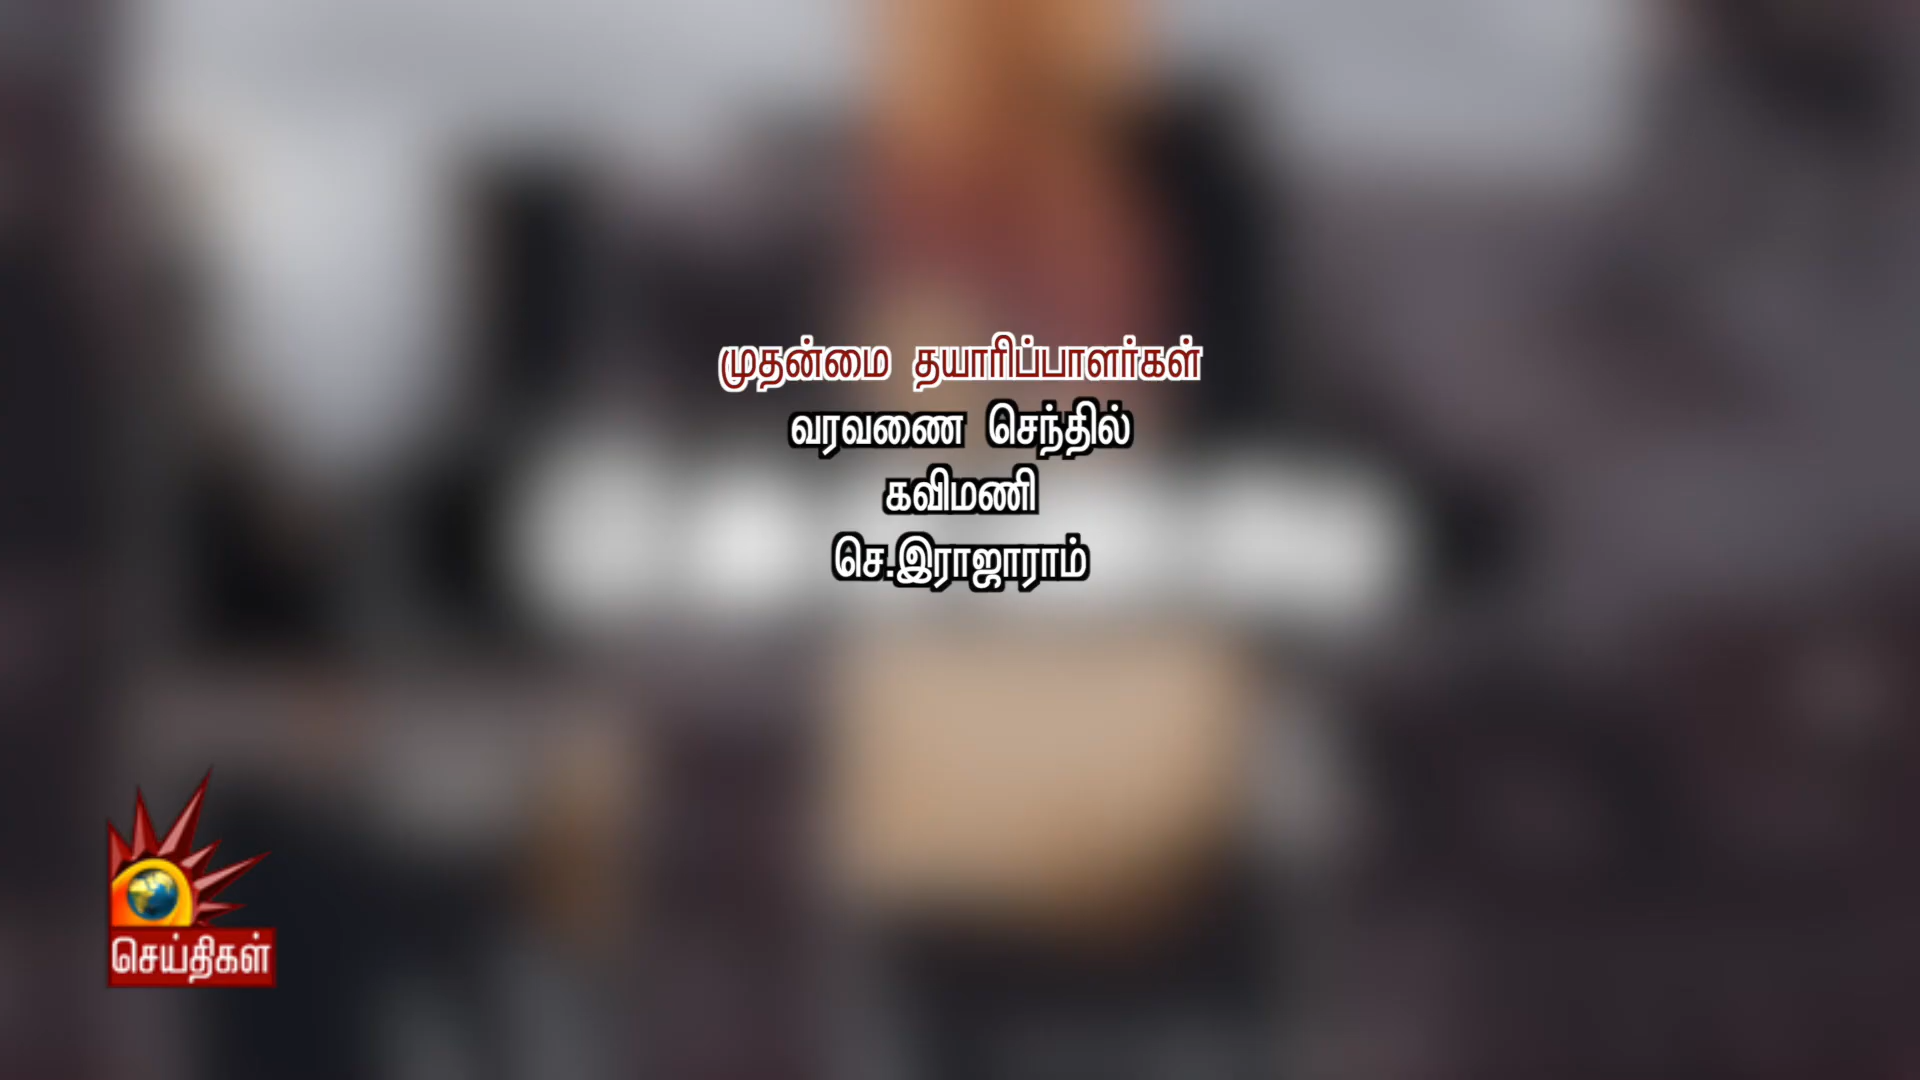 முதன்மை தயாரிப்பாளர்கள்
வரவணை செந்தில்
கவிமணி
செ.இராஜாராம்
செய்திகள்